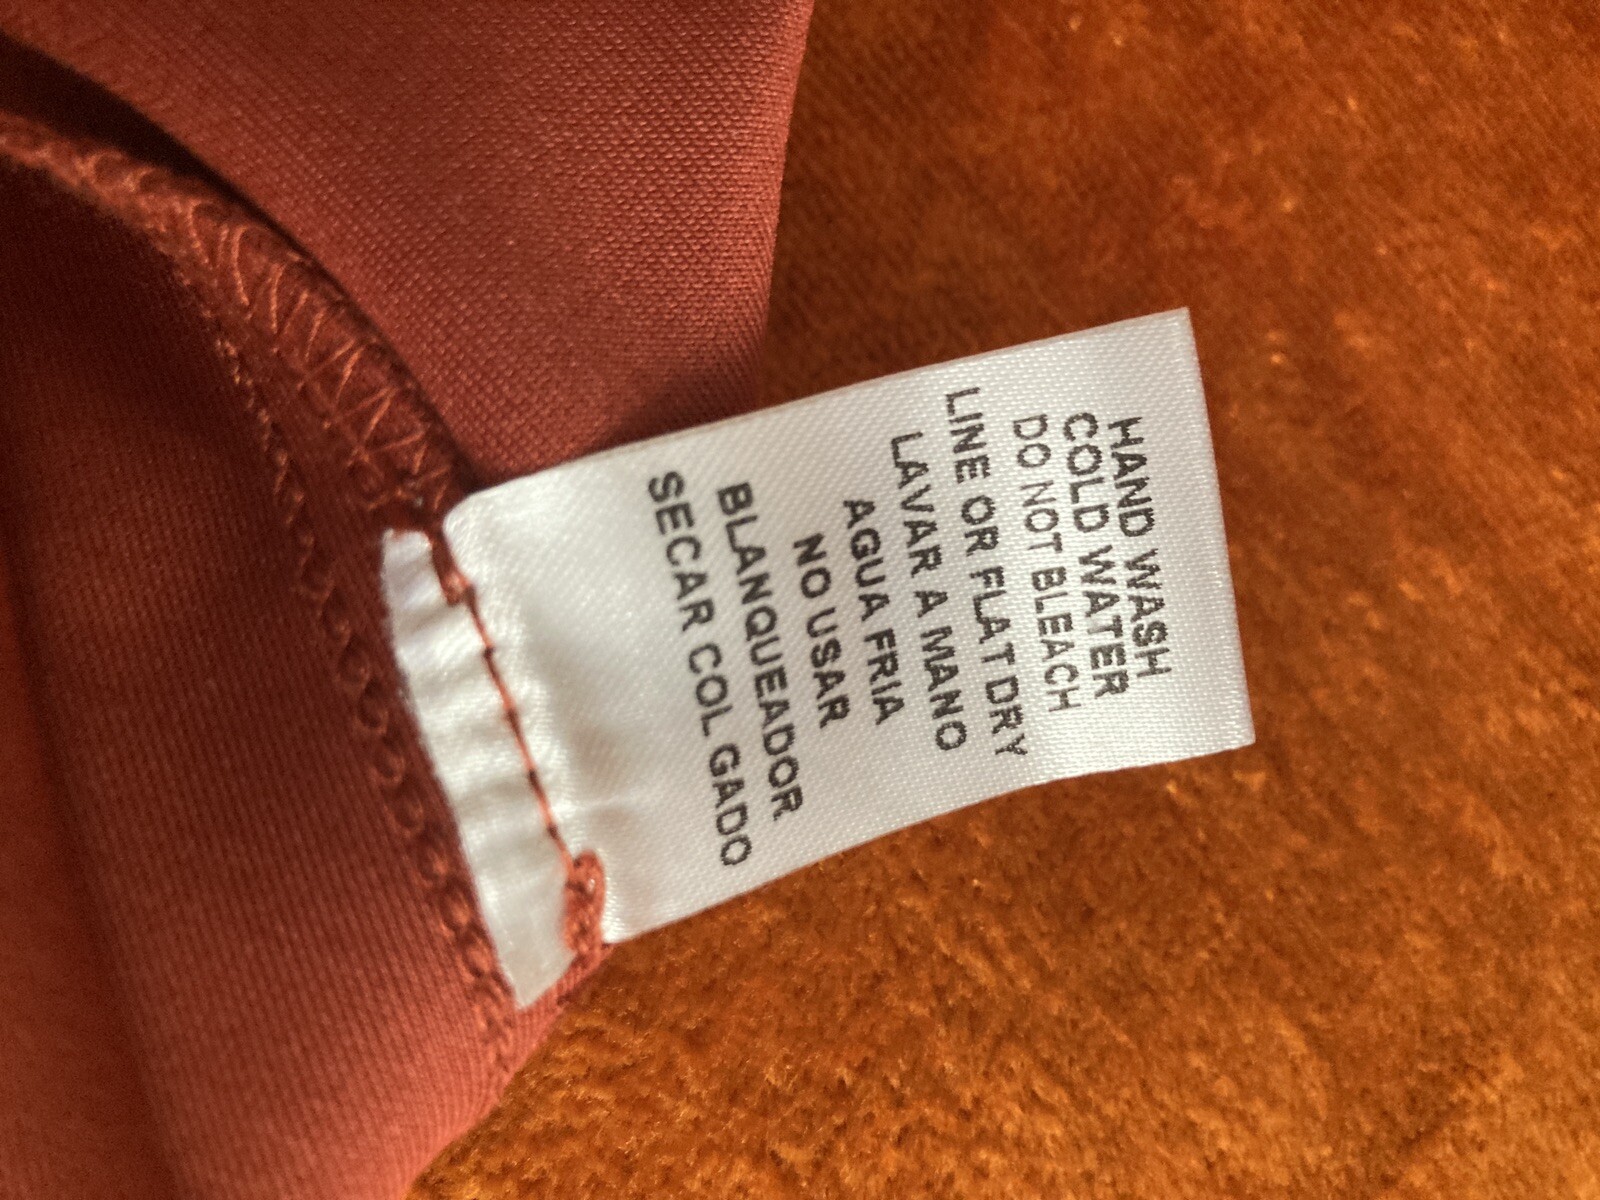 HAND WASH
COLD WATER
DO NOT BLEACH
LINE OR FLAT DRY
LAVAR A MANO
AGUA FRIA
NO USAR
BLANQUEADOR
SECAR COL GADO